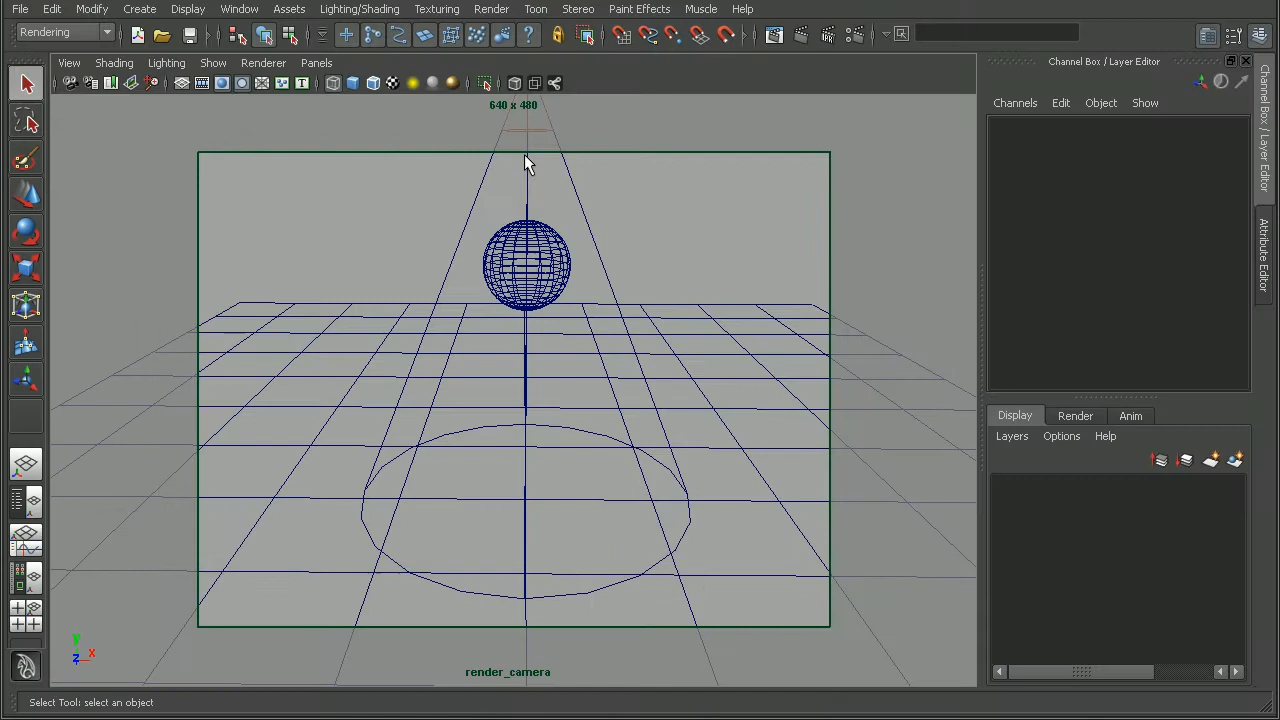 File Edit Modify Create Display Window Assets Lighting/Shading Texturing Render Toon Stereo Paint Effects Muscle Help
Rendering
View Shading Lighting Show Renderer Panels
Channel Box / Layer Editor
Channels Edit Object Show
T
640 x 480
Channel Box / Layer Editor
Attribute Editor
Display Render Anim
Layers Options Help
y
x
z
render_camera
Select Tool: select an object